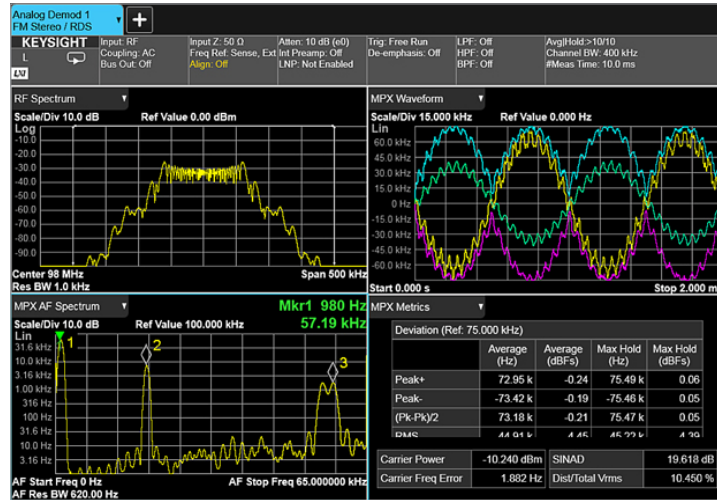 Analog Demod 1
FM Stereo / RDS
KEYSIGHT
L
LXI
Input: RF
Coupling: AC
Bus Out: Off
Input Z: 50 Ω
Freq Ref: Sense, Ext
Align: Off
Atten: 10 dB (e0)
Int Preamp: Off
LNP: Not Enabled
Trig: Free Run
De-emphasis: Off
LPF: Off
HPF: Off
BPF: Off
Avg|Hold:>10/10
Channel BW: 400 kHz
#Meas Time: 10.0 ms
RF Spectrum
Scale/Div 10.0 dB
Ref Value 0.00 dBm
Log
-10.0
-20.0
-30.0
-40.0
-50.0
-60.0
-70.0
-80.0
-90.0
Center 98 MHz
Span 500 kHz
Res BW 1.0 kHz
MPX Waveform
Scale/Div 15.000 kHz
Ref Value 0.000 Hz
Lin
60.0 kHz
45.0 kHz
30.0 kHz
15.0 kHz
0 Hz
-15.0 kHz
-30.0 kHz
-45.0 kHz
-60.0 kHz
Start 0.000 s
Stop 2.000 m
MPX AF Spectrum
Mkr1 980 Hz
Scale/Div 10.0 dB
Ref Value 100.000 kHz
57.19 kHz
Lin
31.6 kHz
10.0 kHz
3.16 kHz
1.00 kHz
316 Hz
100 Hz
31.6 Hz
10.0 Hz
3.16 Hz
1
2
3
AF Start Freq 0 Hz
AF Stop Freq 65.000000 kHz
AF Res BW 620.00 Hz
MPX Metrics
Deviation (Ref: 75.000 kHz)
Average (Hz) Average (dBFs) Max Hold (Hz) Max Hold (dBFs)
Peak+ 72.95 k -0.24 75.49 k 0.06
Peak- -73.42 k -0.19 -75.46 k 0.05
(Pk-Pk)/2 73.18 k -0.21 75.47 k 0.05
RMS 44.91 k -4.45 45.22 k -4.39
Carrier Power -10.240 dBm SINAD 19.618 dB
Carrier Freq Error 1.882 Hz Dist/Total Vrms 10.450 %